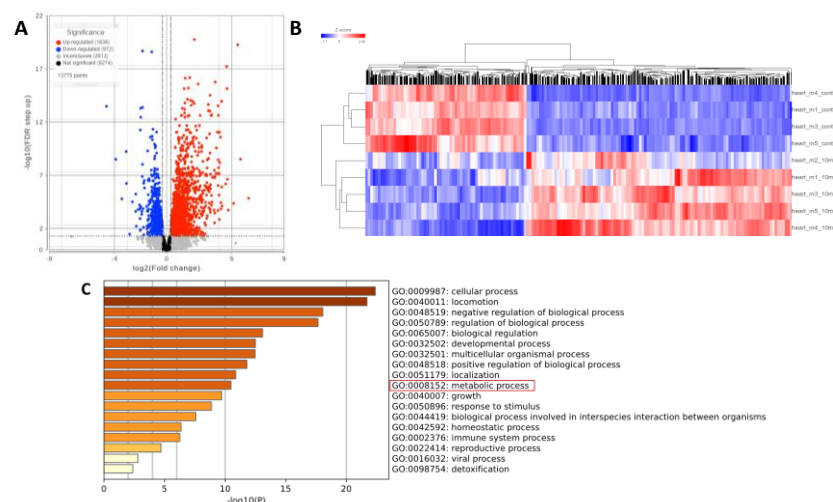 A
B
22
17
12
7
2
0
-9
-5
0
5
9
-log10(FDR step up)
log2(Fold change)
Significance
Up-regulated (1636)
Down-regulated (972)
Inconclusive (2813)
Not significant (8274)
13775 points
Z-score
0
heart_m4_cont
heart_m1_cont
heart_m3_cont
heart_m5_cont
heart_m2_10m
heart_m1_10m
heart_m3_10m
heart_m5_10m
heart_m4_10m
C
GO:0009987: cellular process
GO:0040011: locomotion
GO:0048519: negative regulation of biological process
GO:0050789: regulation of biological process
GO:0065007: biological regulation
GO:0032502: developmental process
GO:0032501: multicellular organismal process
GO:0048518: positive regulation of biological process
GO:0051179: localization
GO:0008152: metabolic process
GO:0040007: growth
GO:0050896: response to stimulus
GO:0044419: biological process involved in interspecies interaction between organisms
GO:0042592: homeostatic process
GO:0002376: immune system process
GO:0022414: reproductive process
GO:0016032: viral process
GO:0098754: detoxification
0
5
10
15
20
-log10(P)